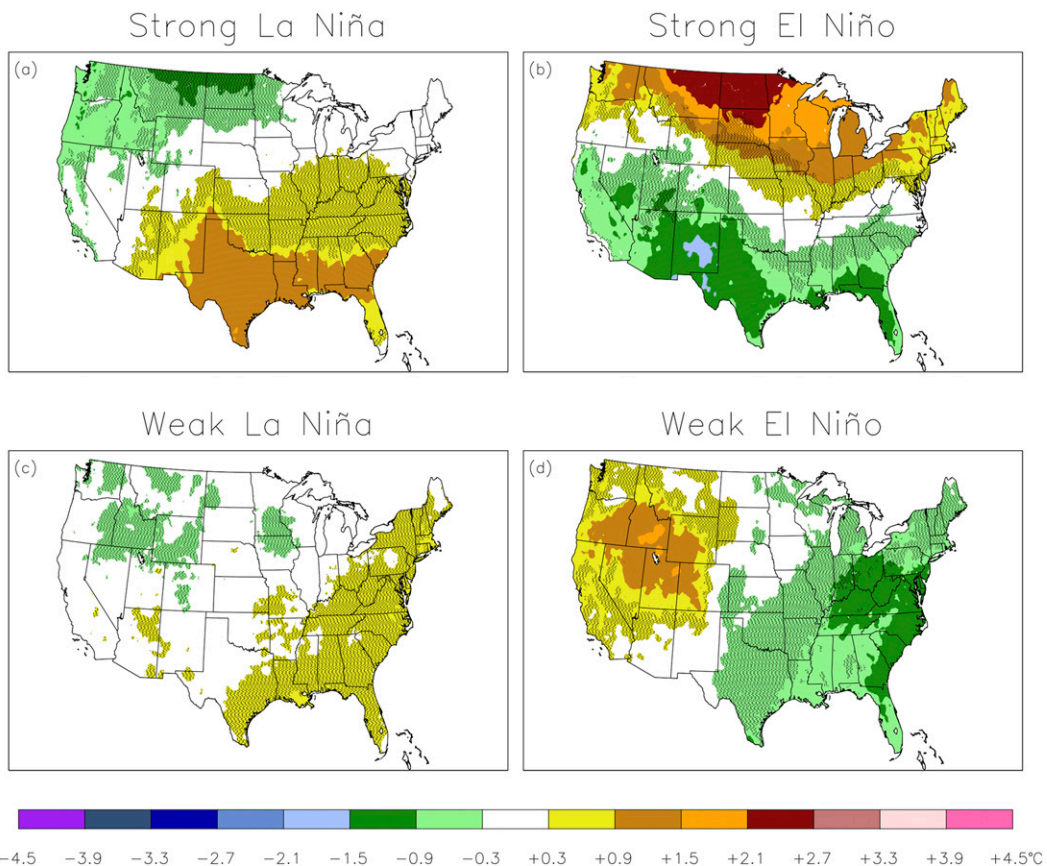 Strong La Niña
Strong El Niño
(a)
(b)
Weak La Niña
Weak El Niño
(c)
(d)
−4.5 −3.9 −3.3 −2.7 −2.1 −1.5 −0.9 −0.3 +0.3 +0.9 +1.5 +2.1 +2.7 +3.3 +3.9 +4.5°C